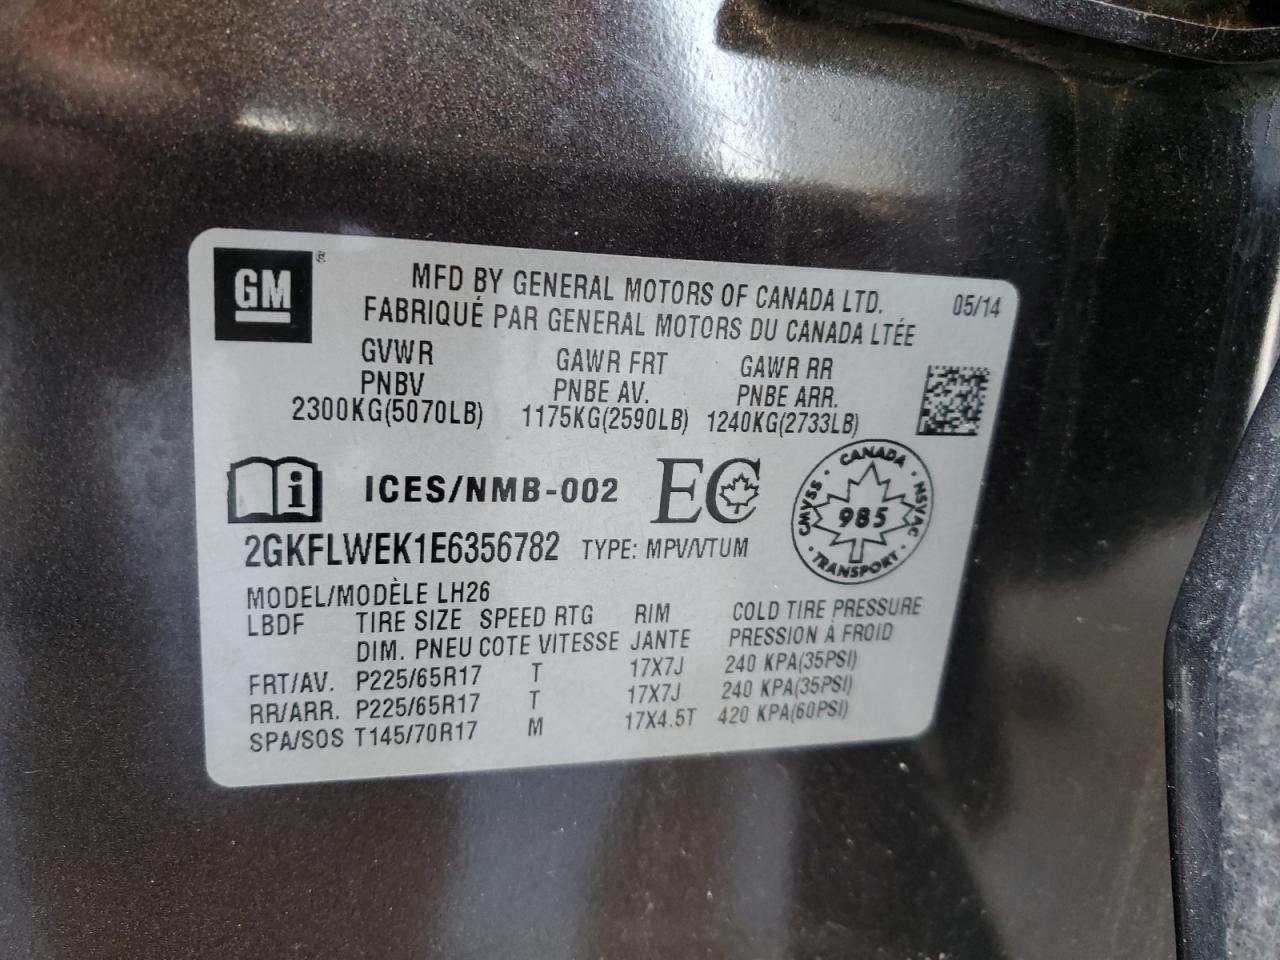 GM ®
MFD BY GENERAL MOTORS OF CANADA LTD. 05/14
FABRIQUÉ PAR GENERAL MOTORS DU CANADA LTÉE
GVWR GAWR FRT GAWR RR
PNBV PNBE AV. PNBE ARR.
2300KG(5070LB) 1175KG(2590LB) 1240KG(2733LB)
i ICES/NMB-002 EC
CANADA
CMVSS 985 NSVAC
TRANSPORT
2GKFLWEK1E6356782 TYPE: MPV/VTUM
MODEL/MODÈLE LH26
LBDF TIRE SIZE SPEED RTG RIM COLD TIRE PRESSURE
DIM. PNEU COTE VITESSE JANTE PRESSION À FROID
FRT/AV. P225/65R17 T 17X7J 240 KPA(35PSI)
RR/ARR. P225/65R17 T 17X7J 240 KPA(35PSI)
SPA/SOS T145/70R17 M 17X4.5T 420 KPA(60PSI)